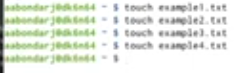 aabondarj@dk6n64 ~ $ touch example1.txt
aabondarj@dk6n64 ~ $ touch example2.txt
aabondarj@dk6n64 ~ $ touch example3.txt
aabondarj@dk6n64 ~ $ touch example4.txt
aabondarj@dk6n64 ~ $